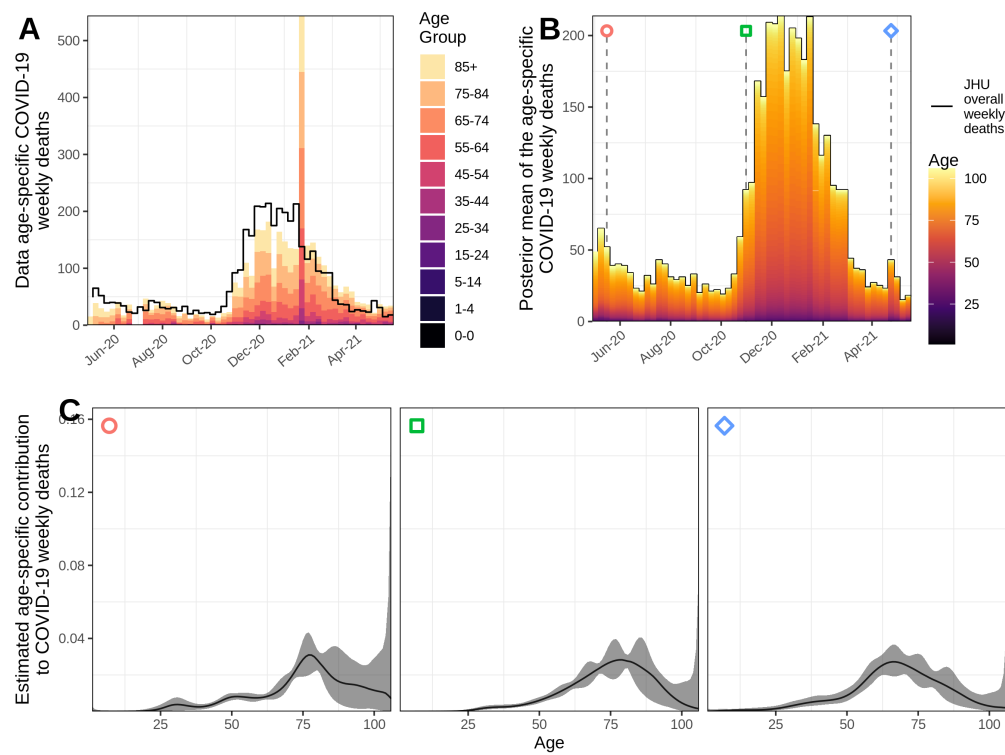 A
Data age-specific COVID-19
weekly deaths
500
400
300
200
100
0
Jun-20
Aug-20
Oct-20
Dec-20
Feb-21
Apr-21
Age
Group
85+
75-84
65-74
55-64
45-54
35-44
25-34
15-24
5-14
1-4
0-0
B
Posterior mean of the age-specific
COVID-19 weekly deaths
200
150
100
50
0
Jun-20
Aug-20
Oct-20
Dec-20
Feb-21
Apr-21
JHU
overall
weekly
deaths
Age
100
75
50
25
C
Estimated age-specific contribution
to COVID-19 weekly deaths
0.16
0.12
0.08
0.04
25
50
75
100
25
50
75
100
25
50
75
100
Age